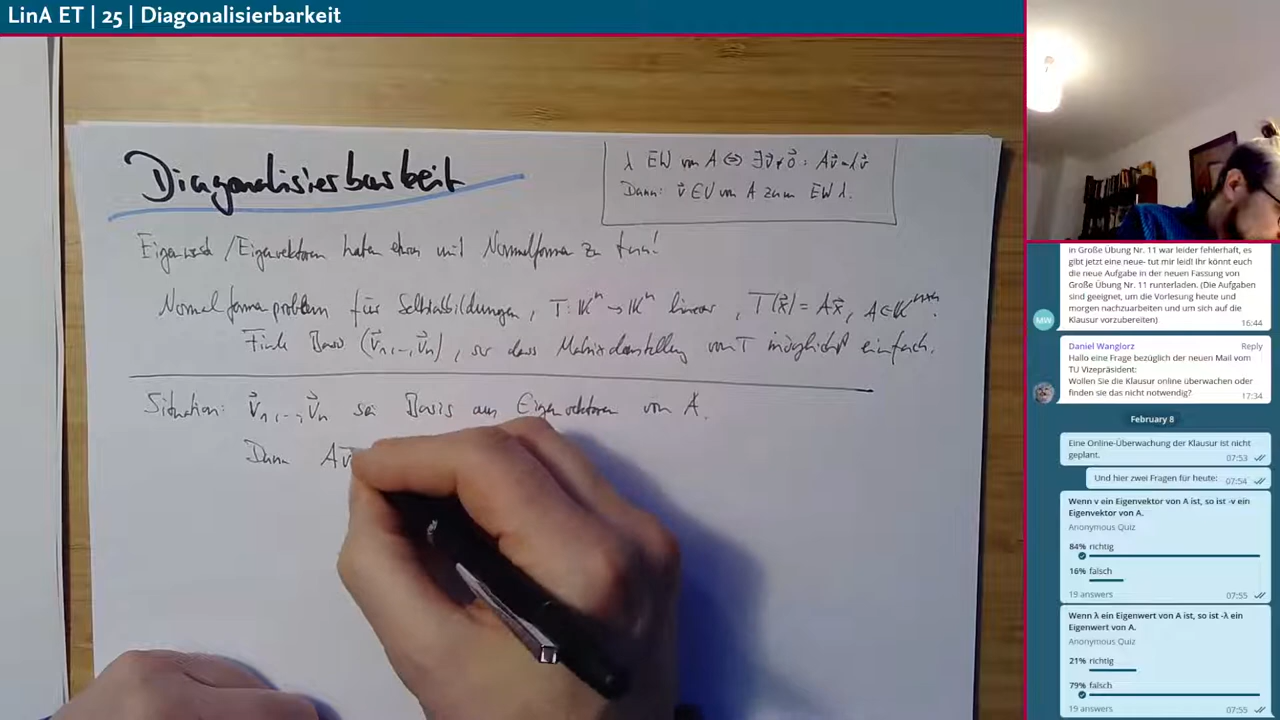 LinA ET | 25 | Diagonalisierbarkeit
Diagonalisierbarkeit
λ EW von A ⇔ ∃v⃗≠0⃗ : Av⃗=λv⃗
Dann: v⃗ EV von A zum EW λ.
Eigenwerte/Eigenvektoren haben etwas mit Normalformen zu tun!
Normalformenproblem für Selbstabbildungen, T: 𝕂ⁿ → 𝕂ⁿ linear, T(x⃗) = Ax⃗, A ∈ 𝕂ⁿˣⁿ.
Finde Basis (v⃗₁,…,v⃗ₙ), so dass Matrixdarstellung von T möglichst einfach.
Situation: v⃗₁,…,v⃗ₙ sei Basis aus Eigenvektoren von A.
Dann Av⃗
in Große Übung Nr. 11 war leider fehlerhaft, es
gibt jetzt eine neue- tut mir leid! Ihr könnt euch
die neue Aufgabe in der neuen Fassung von
Große Übung Nr. 11 runterladen. (Die Aufgaben
sind geeignet, um die Vorlesung heute und
morgen nachzuarbeiten und um sich auf die
Klausur vorzubereiten)
MW
16:44
Daniel Wanglorz Reply
Hallo eine Frage bezüglich der neuen Mail vom
TU Vizepräsident:
Wollen Sie die Klausur online überwachen oder
finden sie das nicht notwendig?
17:34
February 8
Eine Online-Überwachung der Klausur ist nicht
geplant.
07:53
Und hier zwei Fragen für heute:
07:54
Wenn v ein Eigenvektor von A ist, so ist -v ein
Eigenvektor von A.
Anonymous Quiz
84% richtig
16% falsch
19 answers
07:55
Wenn λ ein Eigenwert von A ist, so ist -λ ein
Eigenwert von A.
Anonymous Quiz
21% richtig
79% falsch
19 answers
07:55